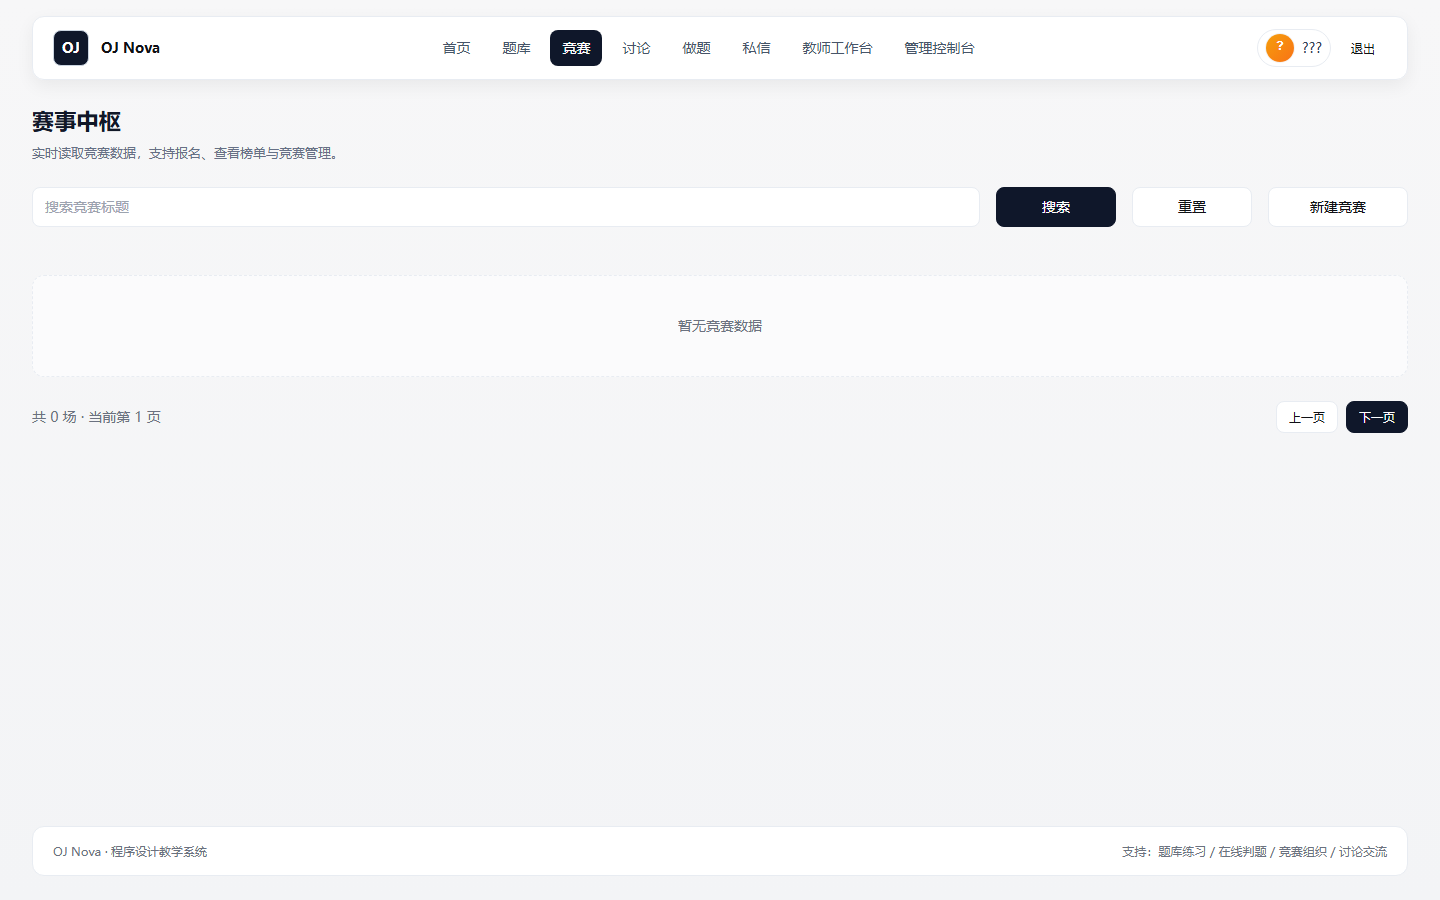 OJ OJ Nova 首页 题库 竞赛 讨论 做题 私信 教师工作台 管理控制台 ? ??? 退出
赛事中枢
实时读取竞赛数据，支持报名、查看榜单与竞赛管理。
搜索竞赛标题 搜索 重置 新建竞赛
暂无竞赛数据
共 0 场 · 当前第 1 页 上一页 下一页
OJ Nova · 程序设计教学系统 支持：题库练习 / 在线判题 / 竞赛组织 / 讨论交流